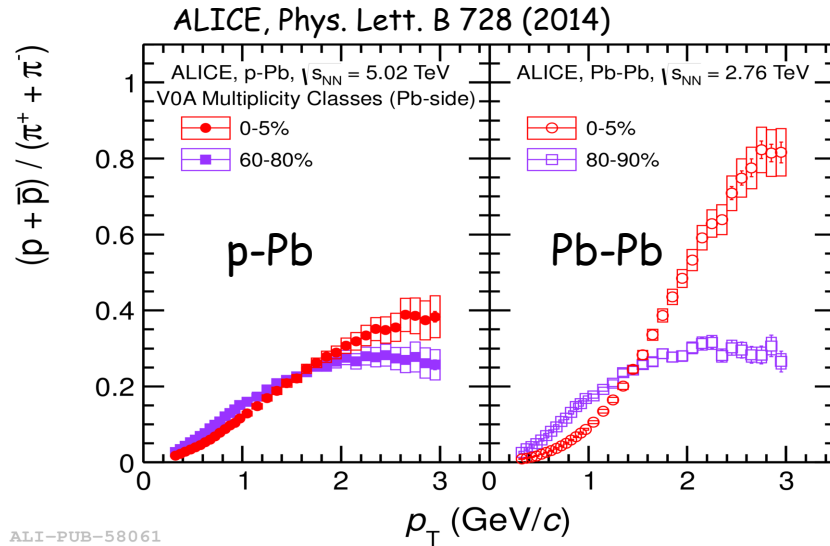 ALICE, Phys. Lett. B 728 (2014)
ALICE, p-Pb, √sNN = 5.02 TeV
V0A Multiplicity Classes (Pb-side)
0-5%
60-80%
p-Pb
ALICE, Pb-Pb, √sNN = 2.76 TeV
0-5%
80-90%
Pb-Pb
(p + p̅) / (π⁺ + π⁻)
1
0.8
0.6
0.4
0.2
0
0 1 2 3 0 1 2 3
pT (GeV/c)
ALI-PUB-58061